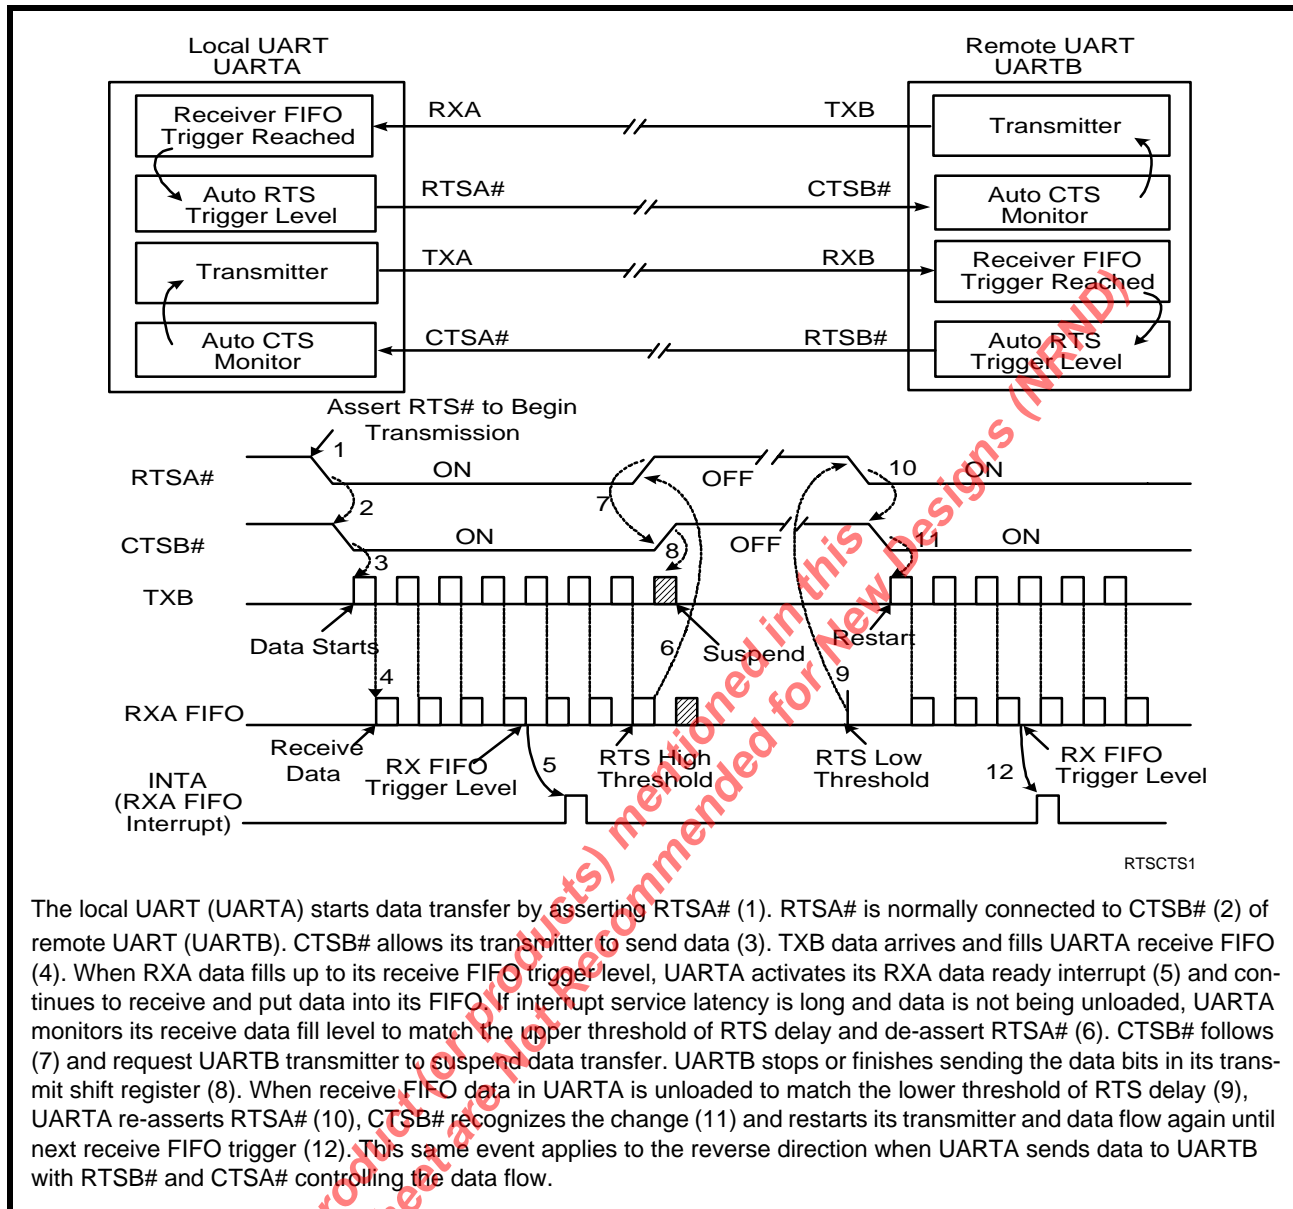 Local UART
UARTA
Remote UART
UARTB
Receiver FIFO
Trigger Reached
RXA
TXB
Transmitter
Auto RTS
Trigger Level
RTSA#
CTSB#
Auto CTS
Monitor
Transmitter
TXA
RXB
Receiver FIFO
Trigger Reached
Auto CTS
Monitor
CTSA#
RTSB#
Auto RTS
Trigger Level
Assert RTS# to Begin
Transmission
1
RTSA#
ON
7
OFF
10
ON
2
CTSB#
ON
8
OFF
11
ON
3
TXB
Data Starts
6
Suspend
Restart
4
9
RXA FIFO
Receive
Data
RX FIFO
Trigger Level
5
RTS High
Threshold
RTS Low
Threshold
12
RX FIFO
Trigger Level
INTA
(RXA FIFO
Interrupt)
RTSCTS1
The local UART (UARTA) starts data transfer by asserting RTSA# (1). RTSA# is normally connected to CTSB# (2) of
remote UART (UARTB). CTSB# allows its transmitter to send data (3). TXB data arrives and fills UARTA receive FIFO
(4). When RXA data fills up to its receive FIFO trigger level, UARTA activates its RXA data ready interrupt (5) and con-
tinues to receive and put data into its FIFO. If interrupt service latency is long and data is not being unloaded, UARTA
monitors its receive data fill level to match the upper threshold of RTS delay and de-assert RTSA# (6). CTSB# follows
(7) and request UARTB transmitter to suspend data transfer. UARTB stops or finishes sending the data bits in its trans-
mit shift register (8). When receive FIFO data in UARTA is unloaded to match the lower threshold of RTS delay (9),
UARTA re-asserts RTSA# (10), CTSB# recognizes the change (11) and restarts its transmitter and data flow again until
next receive FIFO trigger (12). This same event applies to the reverse direction when UARTA sends data to UARTB
with RTSB# and CTSA# controlling the data flow.
product (or products) mentioned in this
are Not Recommended for New Designs (NRND)